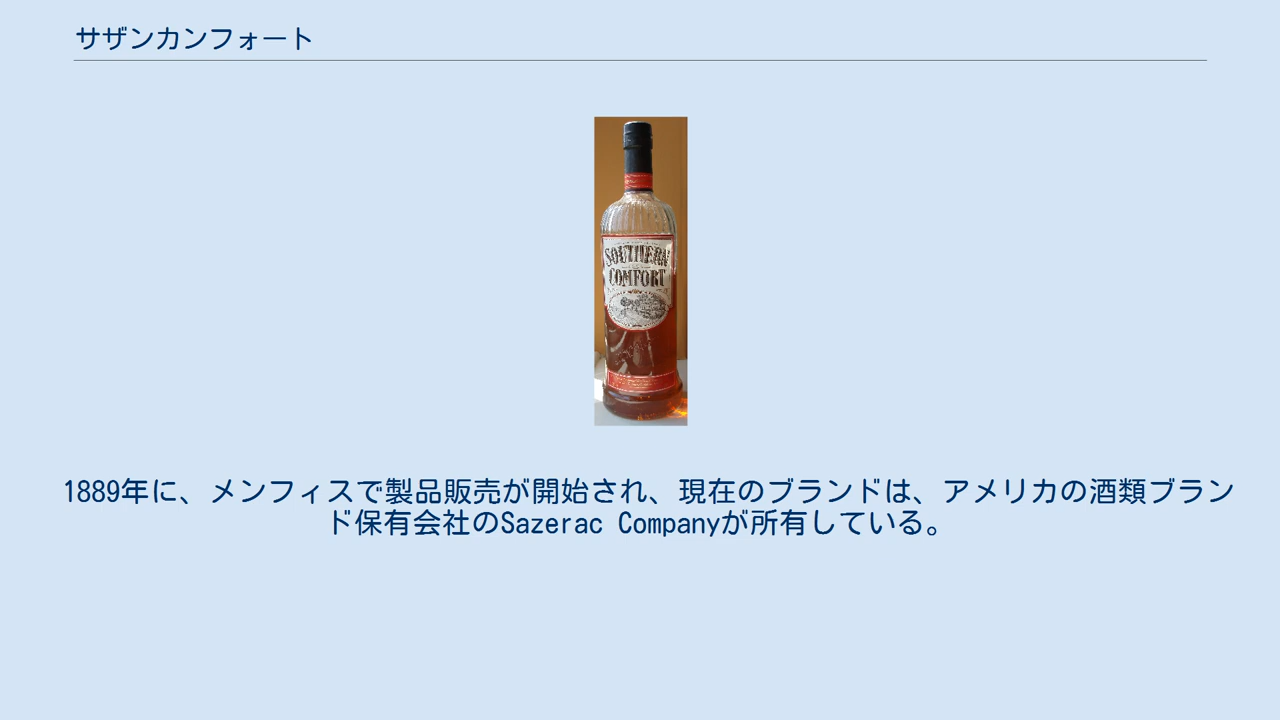 サザンカンフォート
SOUTHERN
COMFORT
1889年に、メンフィスで製品販売が開始され、現在のブランドは、アメリカの酒類ブラン
ド保有会社のSazerac Companyが所有している。